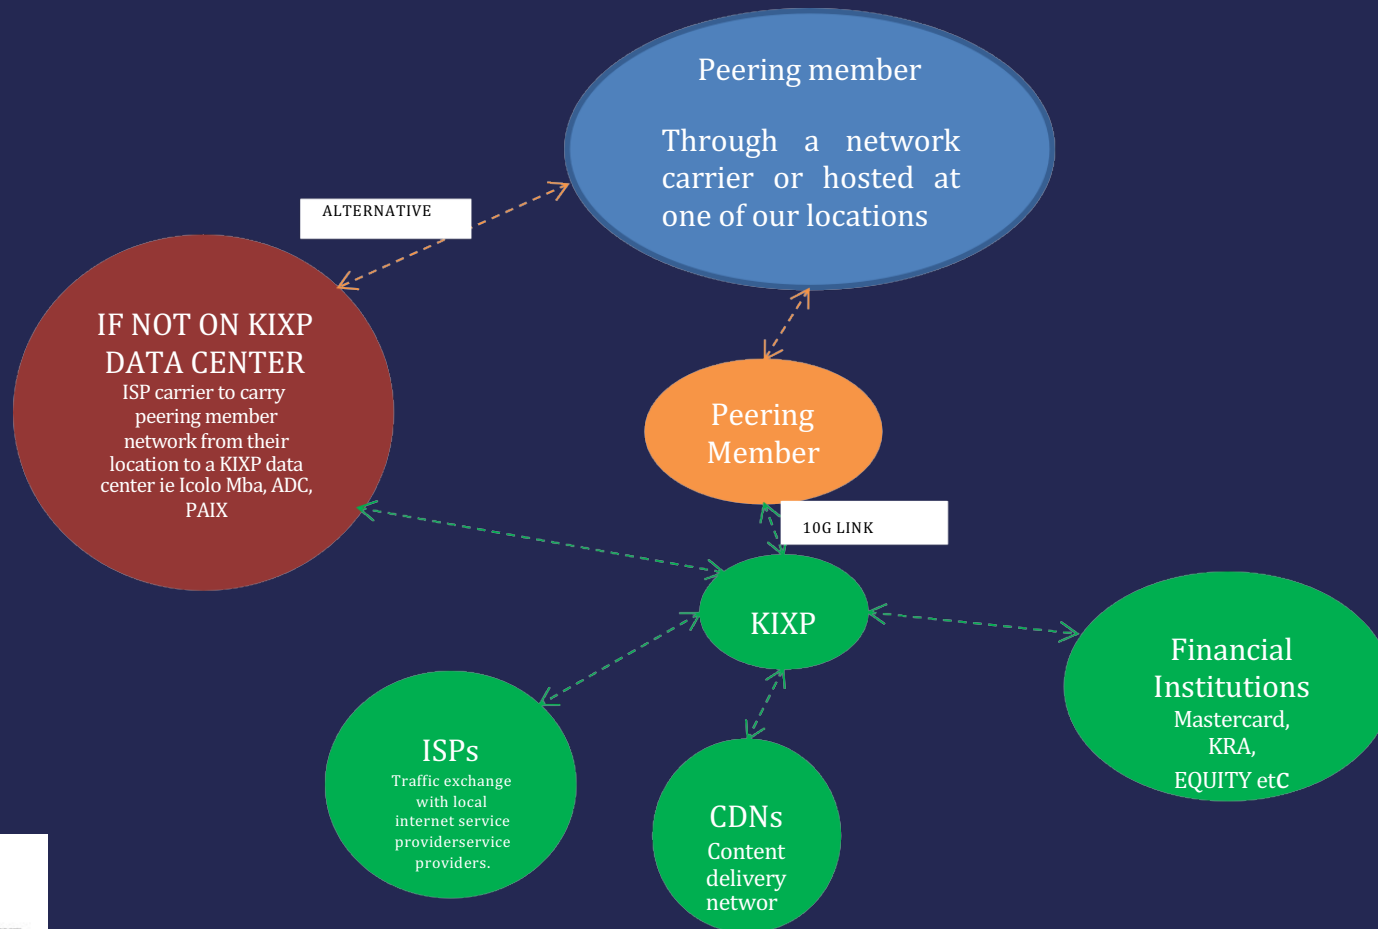 Peering member
Through a network
carrier or hosted at
one of our locations
ALTERNATIVE
IF NOT ON KIXP
DATA CENTER
ISP carrier to carry
peering member
network from their
location to a KIXP data
center ie Icolo Mba, ADC,
PAIX
Peering
Member
10G LINK
KIXP
Financial
Institutions
Mastercard,
KRA,
EQUITY etc
ISPs
Traffic exchange
with local
internet service
providerservice
providers.
CDNs
Content
delivery
networ